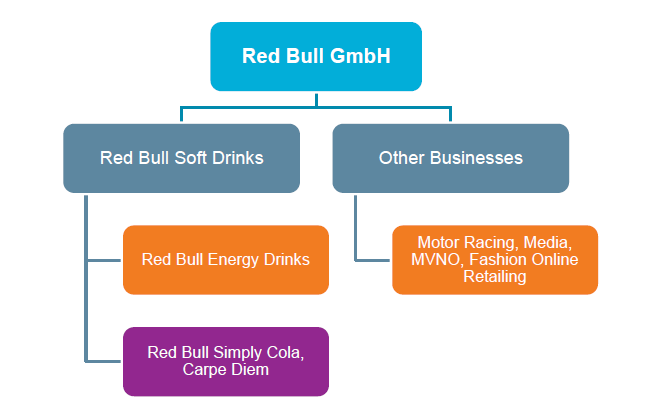 Red Bull GmbH
Red Bull Soft Drinks
Other Businesses
Red Bull Energy Drinks
Motor Racing, Media,
MVNO, Fashion Online
Retailing
Red Bull Simply Cola,
Carpe Diem